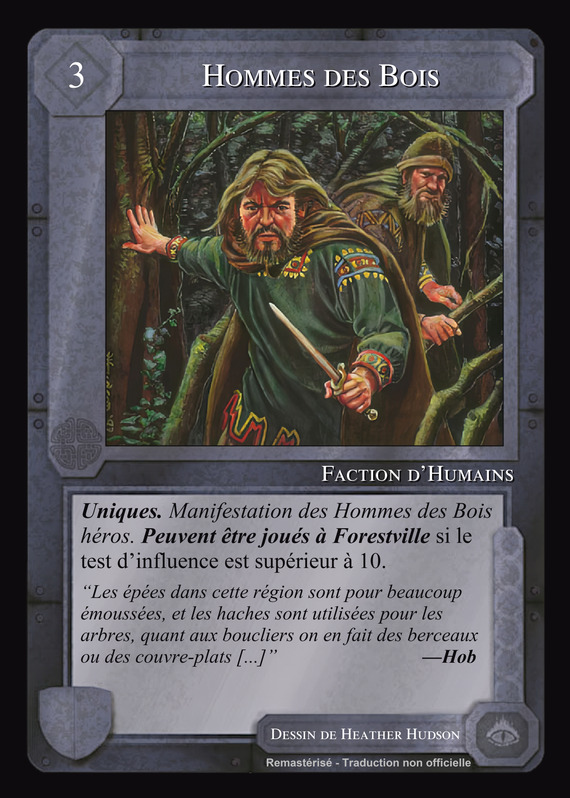 3
HOMMES DES BOIS
FACTION D'HUMAINS
Uniques. Manifestation des Hommes des Bois
héros. Peuvent être joués à Forestville si le
test d'influence est supérieur à 10.
“Les épées dans cette région sont pour beaucoup
émoussées, et les haches sont utilisées pour les
arbres, quant aux boucliers on en fait des berceaux
ou des couvre-plats [...]” —Hob
DESSIN DE HEATHER HUDSON
Remastérisé - Traduction non officielle